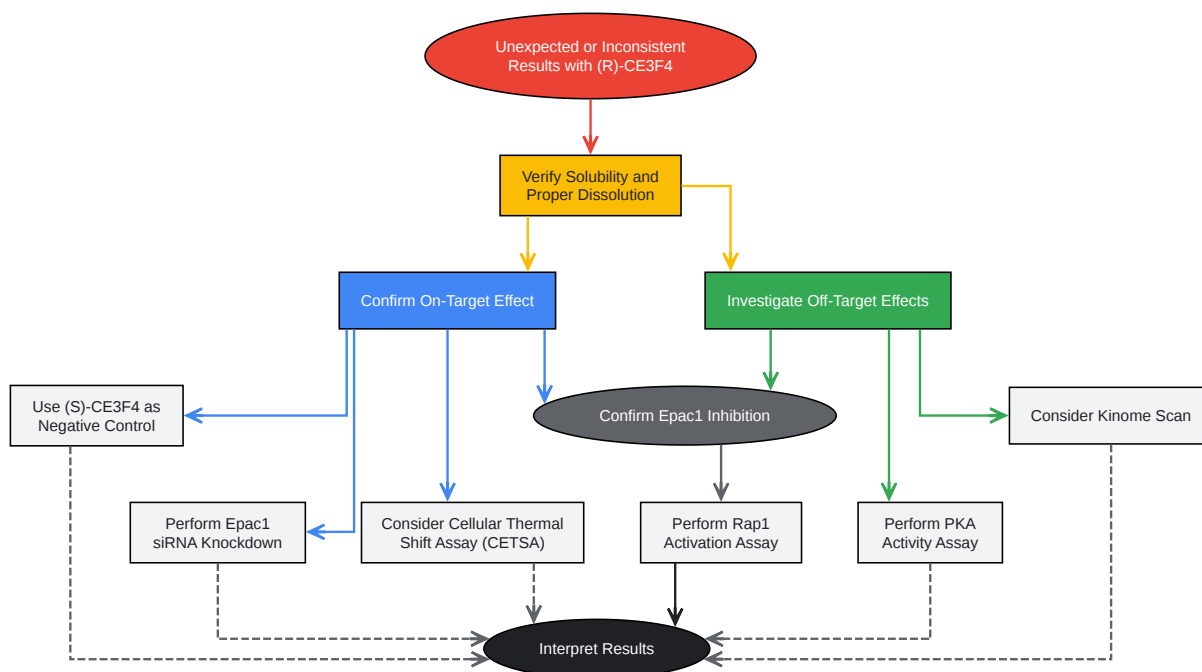 Unexpected or Inconsistent
Results with (R)-CE3F4
Verify Solubility and
Proper Dissolution
Confirm On-Target Effect
Investigate Off-Target Effects
Use (S)-CE3F4 as
Negative Control
Confirm Epac1 Inhibition
Consider Kinome Scan
Perform Epac1
siRNA Knockdown
Consider Cellular Thermal
Shift Assay (CETSA)
Perform Rap1
Activation Assay
Perform PKA
Activity Assay
Interpret Results